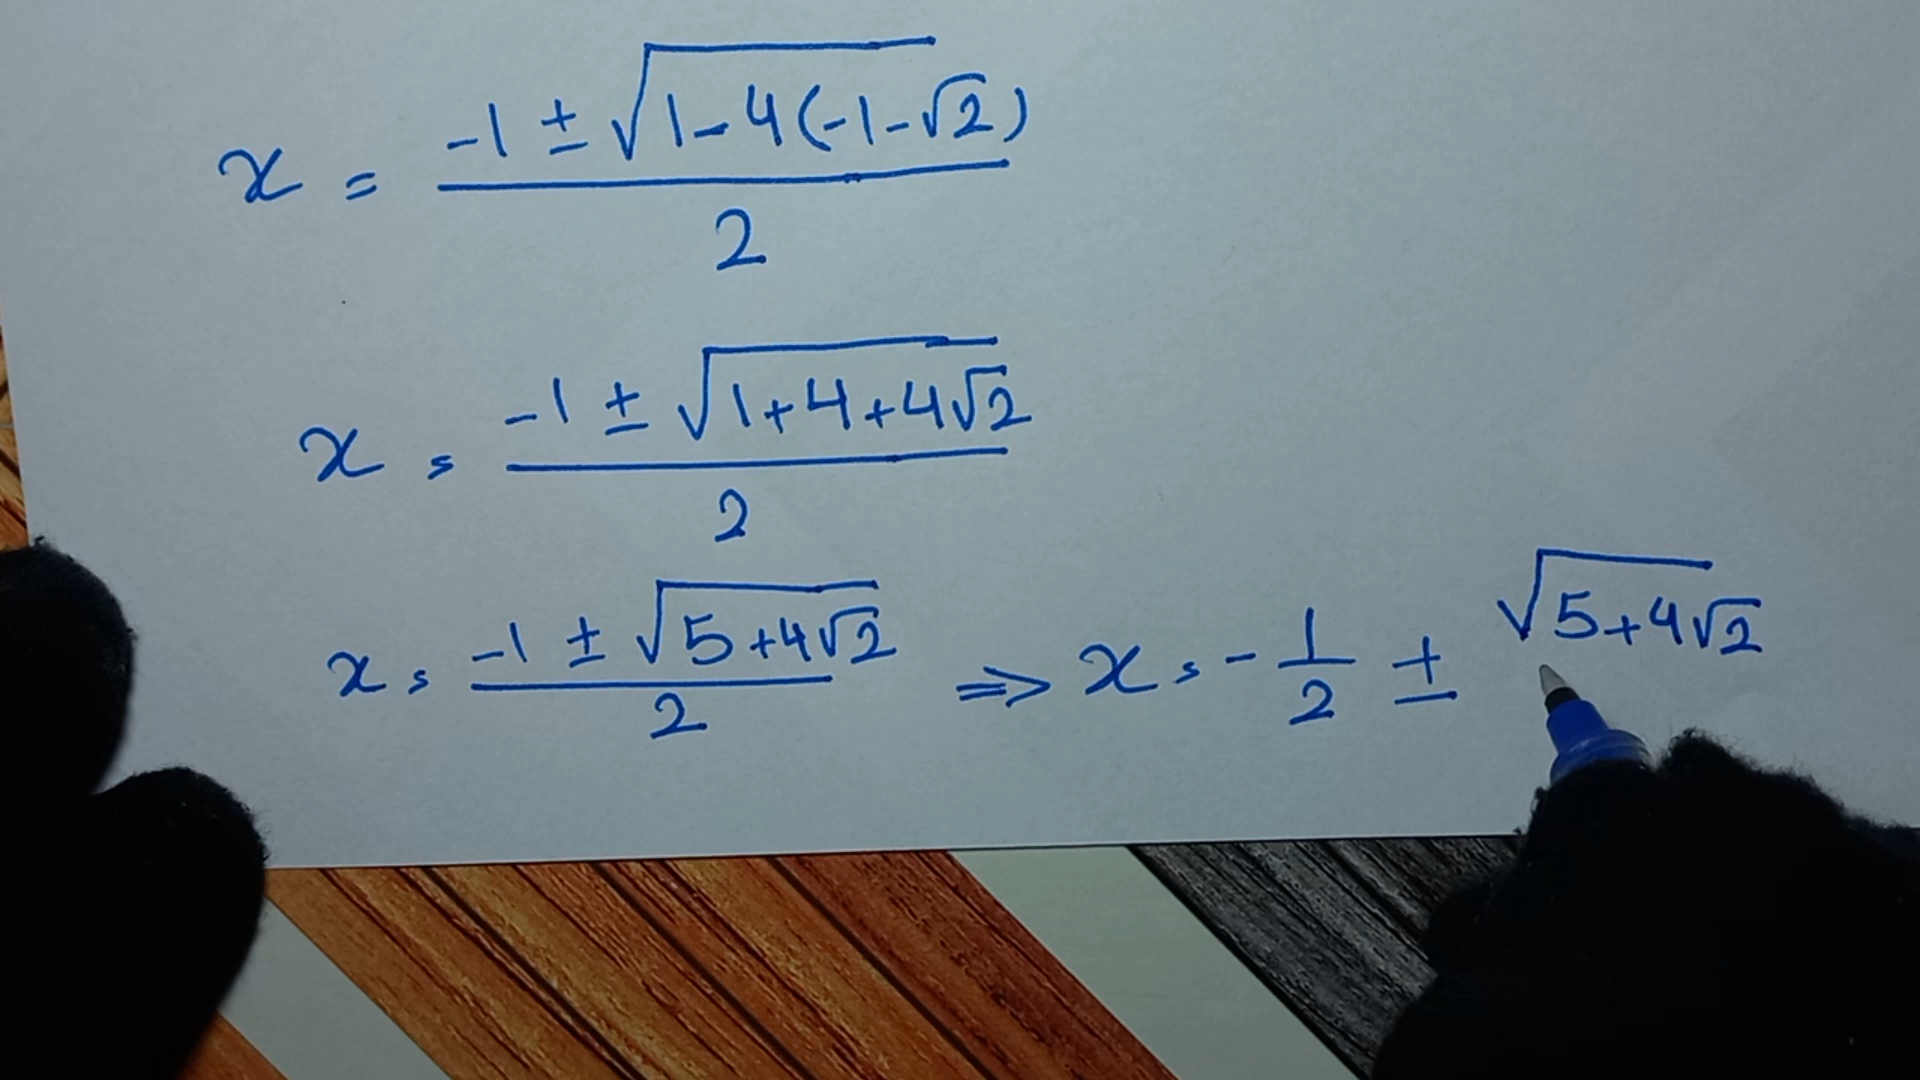 x = (-1 ± √(1-4(-1-√2)))/2
x = (-1 ± √(1+4+4√2))/2
x = (-1 ± √(5+4√2))/2 ⇒ x = -1/2 ± √(5+4√2)